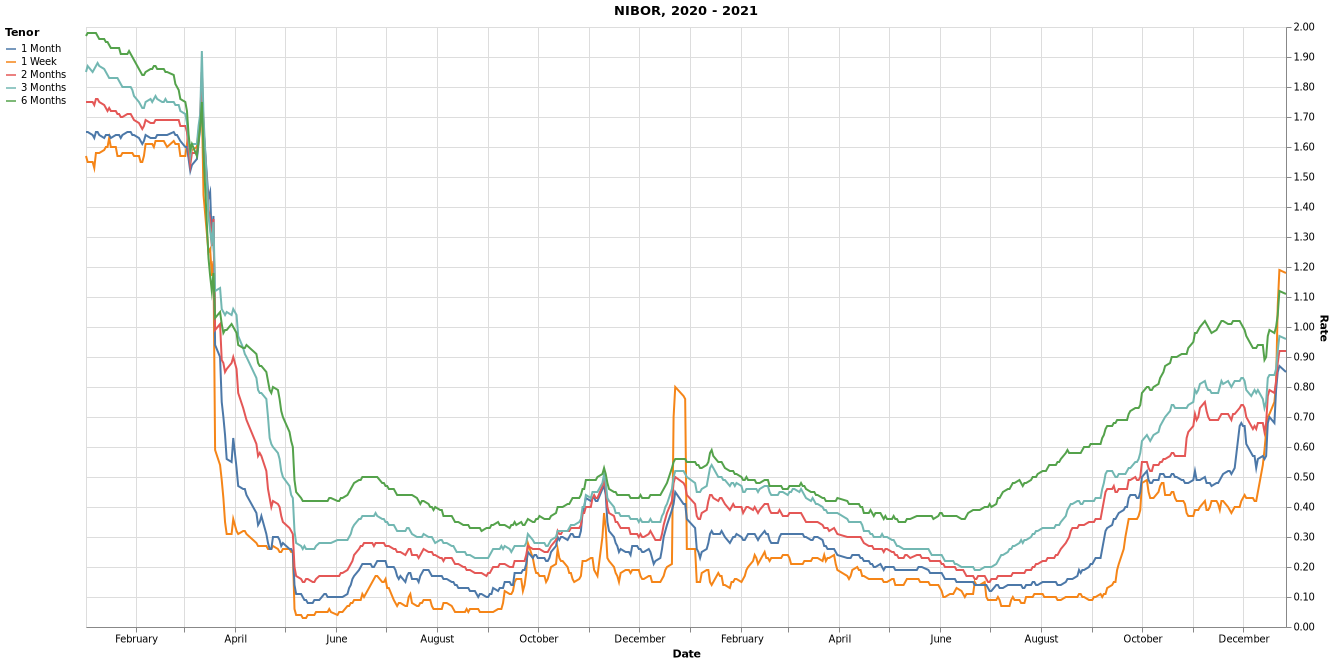 NIBOR, 2020 - 2021
Tenor
1 Month
1 Week
2 Months
3 Months
6 Months
2.00
1.90
1.80
1.70
1.60
1.50
1.40
1.30
1.20
1.10
1.00
0.90
0.80
0.70
0.60
0.50
0.40
0.30
0.20
0.10
0.00
Rate
February April June August October December February April June August October December
Date